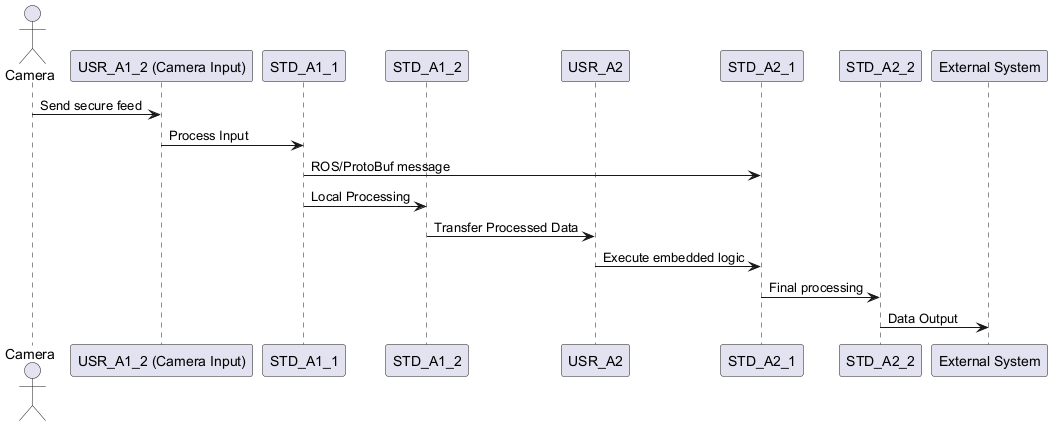 Camera
USR_A1_2 (Camera Input)
STD_A1_1
STD_A1_2
USR_A2
STD_A2_1
STD_A2_2
External System
Send secure feed
Process Input
ROS/ProtoBuf message
Local Processing
Transfer Processed Data
Execute embedded logic
Final processing
Data Output
Camera
USR_A1_2 (Camera Input)
STD_A1_1
STD_A1_2
USR_A2
STD_A2_1
STD_A2_2
External System